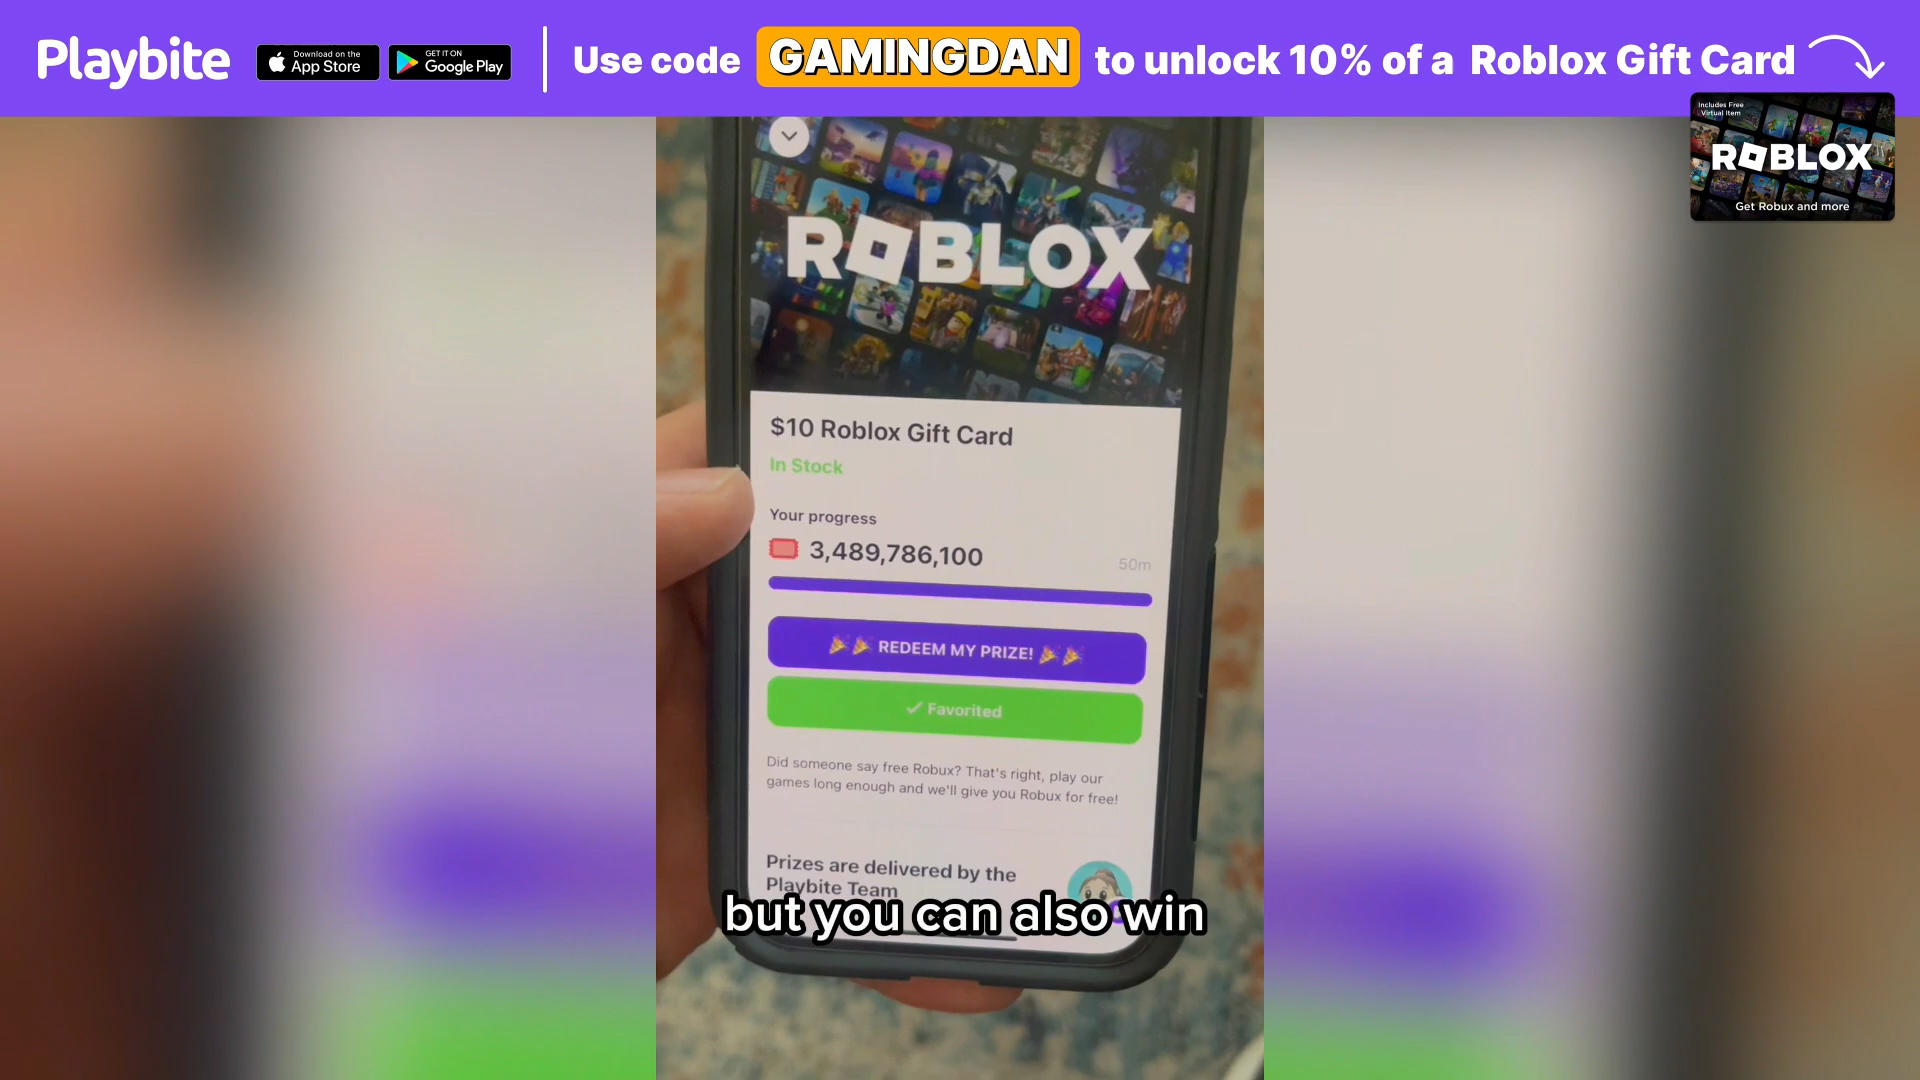 Playbite
Download on the
App Store
GET IT ON
Google Play
Use code GAMINGDAN to unlock 10% of a Roblox Gift Card
Includes Free
Virtual Item
ROBLOX
Get Robux and more
ROBLOX
$10 Roblox Gift Card
In Stock
Your progress
3,489,786,100
50m
REDEEM MY PRIZE!
Favorited
Did someone say free Robux? That's right, play our
games long enough and we'll give you Robux for free!
Prizes are delivered by the
Playbite Team
but you can also win